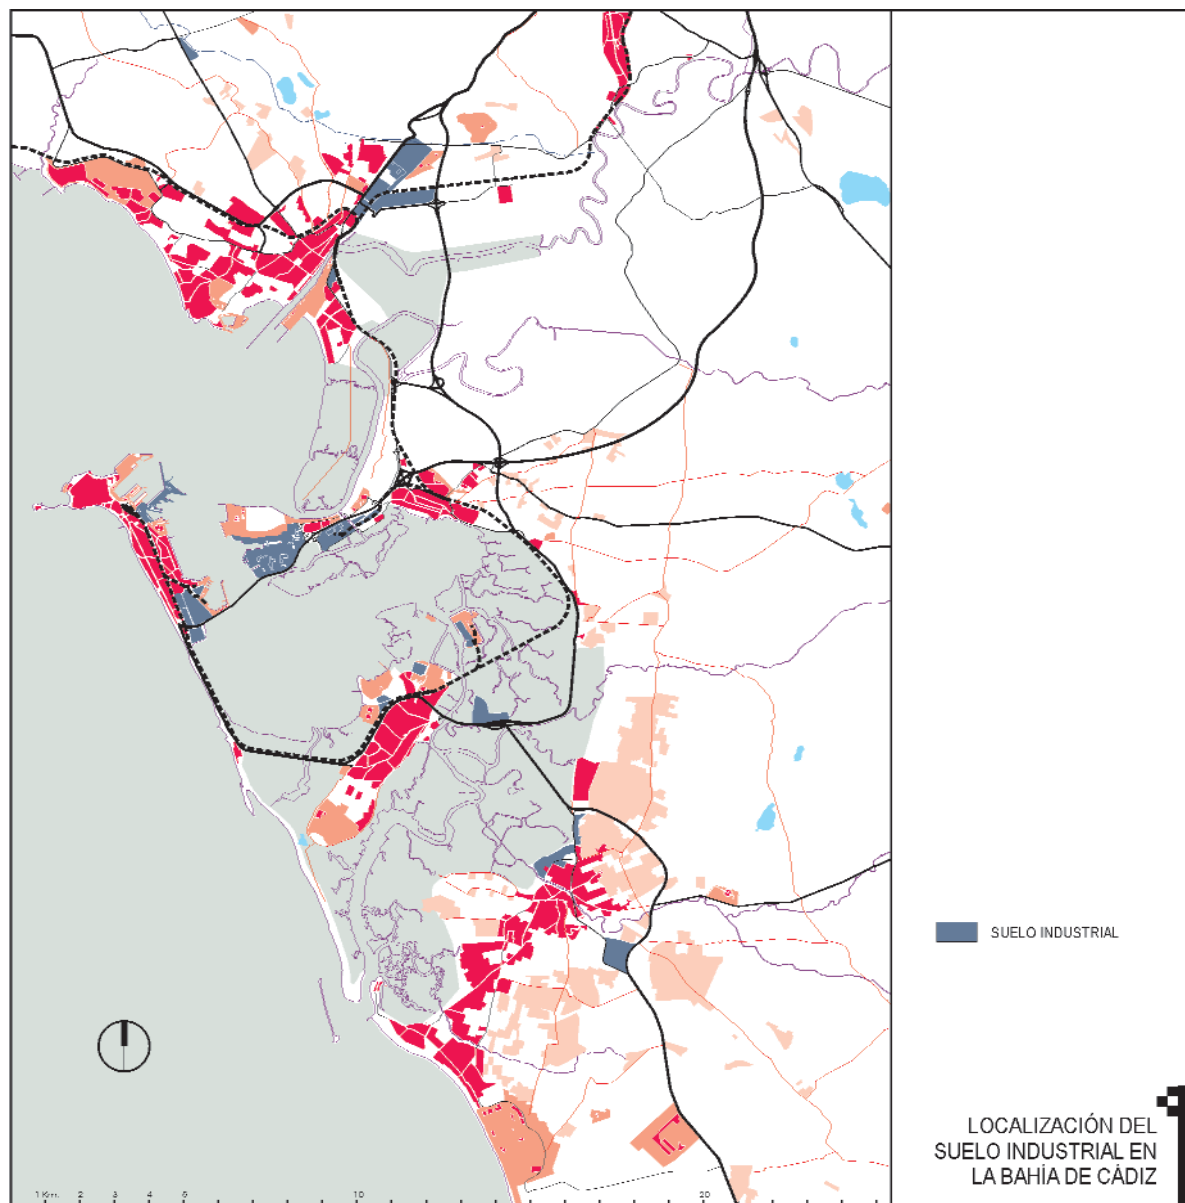 SUELO INDUSTRIAL
LOCALIZACIÓN DEL
SUELO INDUSTRIAL EN
LA BAHÍA DE CÁDIZ
1 Km. 2 3 4 5 10 20